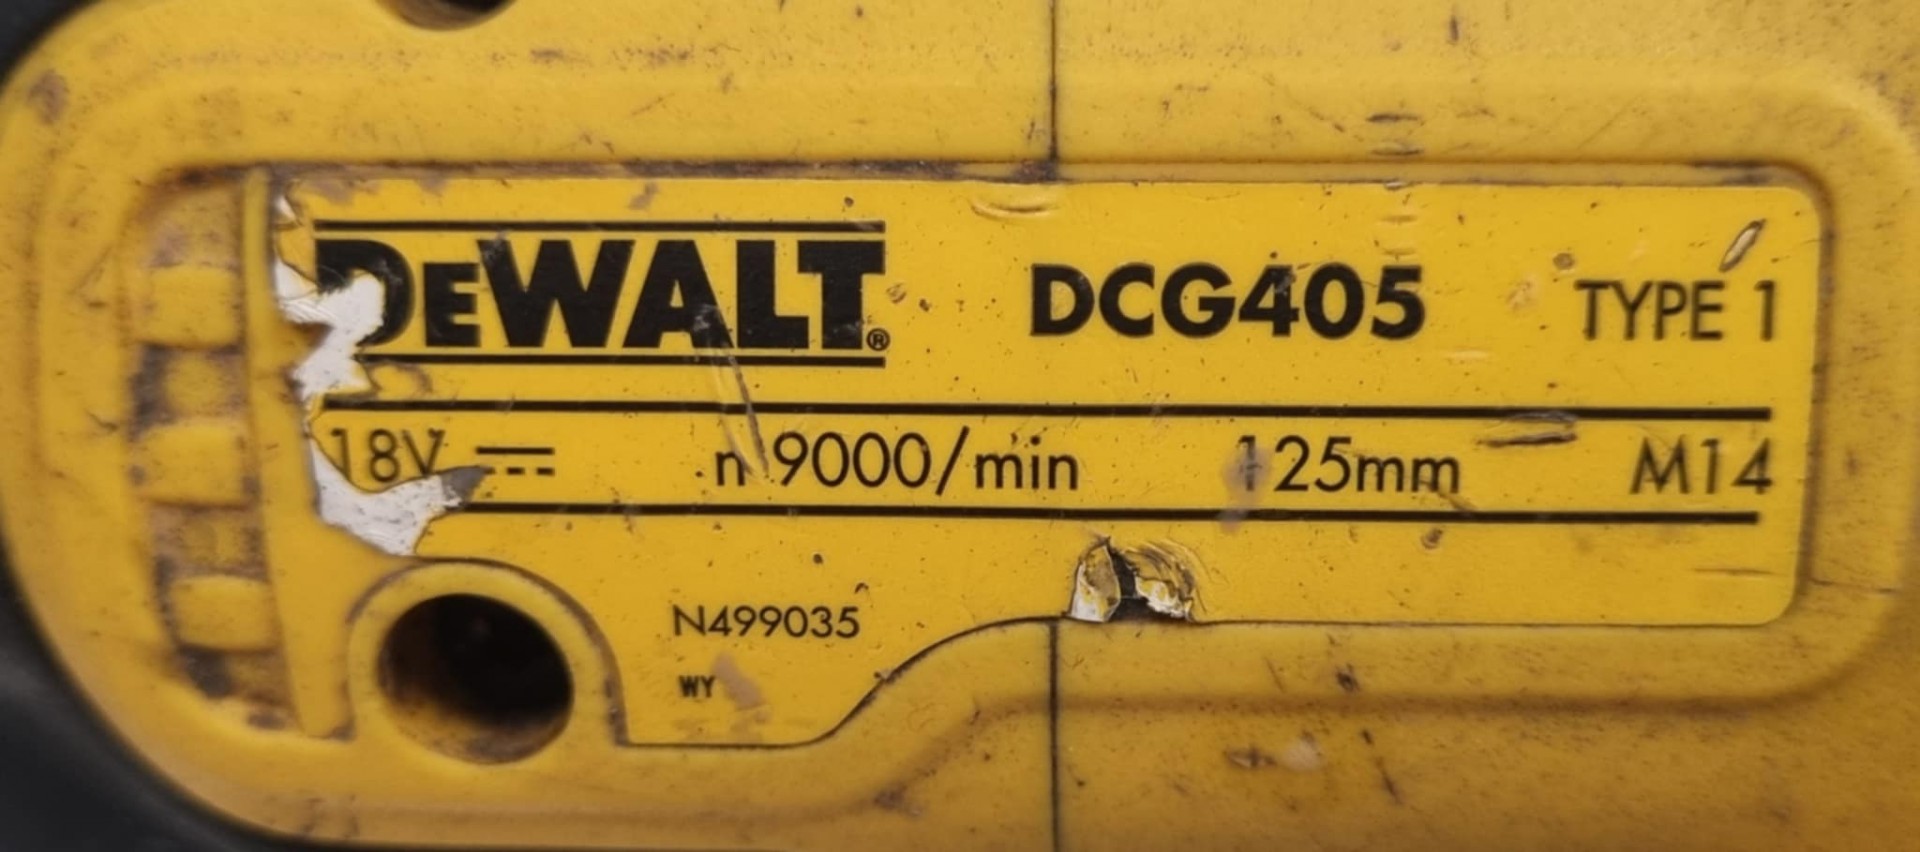 DEWALT® DCG405 TYPE 1
18V ⎓ n 9000/min 125mm M14
N499035
WY